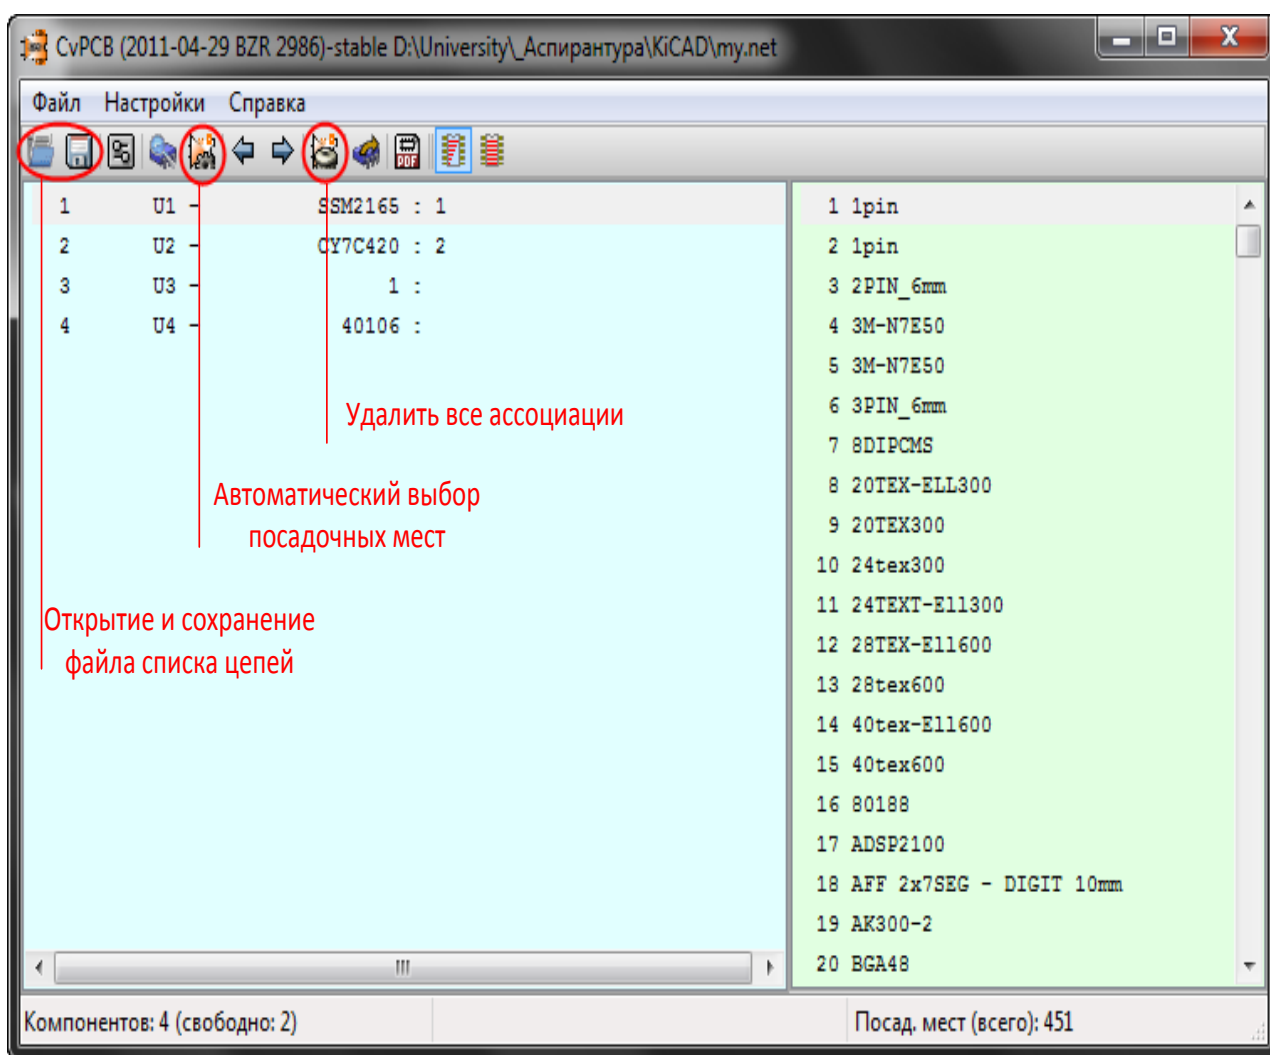 CvPCB (2011-04-29 BZR 2986)-stable D:\University\_Аспирантура\KiCAD\my.net
Файл Настройки Справка
PDF
1 U1 - SSM2165 : 1
2 U2 - CY7C420 : 2
3 U3 - 1 :
4 U4 - 40106 :
Удалить все ассоциации
Автоматический выбор
посадочных мест
Открытие и сохранение
файла списка цепей
1 1pin
2 1pin
3 2PIN_6mm
4 3M-N7E50
5 3M-N7E50
6 3PIN_6mm
7 8DIPCMS
8 20TEX-ELL300
9 20TEX300
10 24tex300
11 24TEXT-Ell300
12 28TEX-Ell600
13 28tex600
14 40tex-Ell600
15 40tex600
16 80188
17 ADSP2100
18 AFF 2x7SEG - DIGIT 10mm
19 AK300-2
20 BGA48
Компонентов: 4 (свободно: 2)
Посад. мест (всего): 451